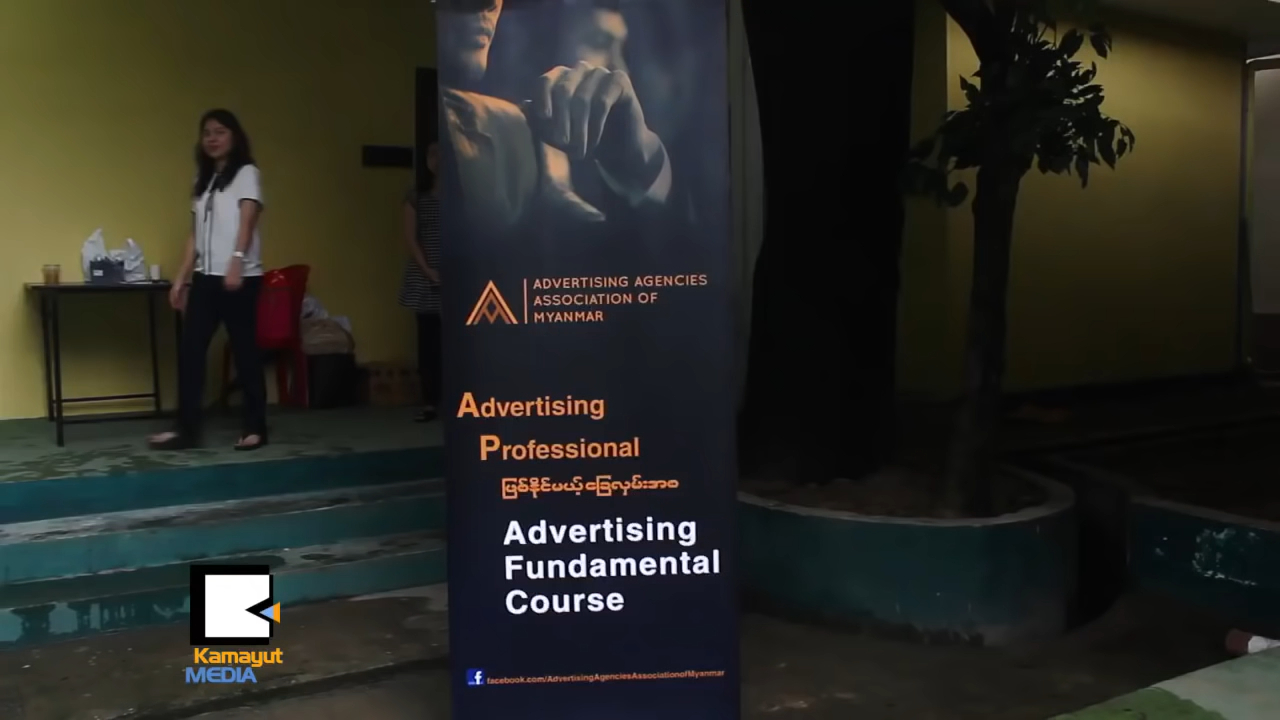 ADVERTISING AGENCIES
ASSOCIATION OF
MYANMAR
Advertising
Professional
ဖြစ်နိုင်မယ့် ခြေလှမ်းအစ
Advertising
Fundamental
Course
facebook.com/AdvertisingAgenciesAssociationofMyanmar
Kamayut
MEDIA